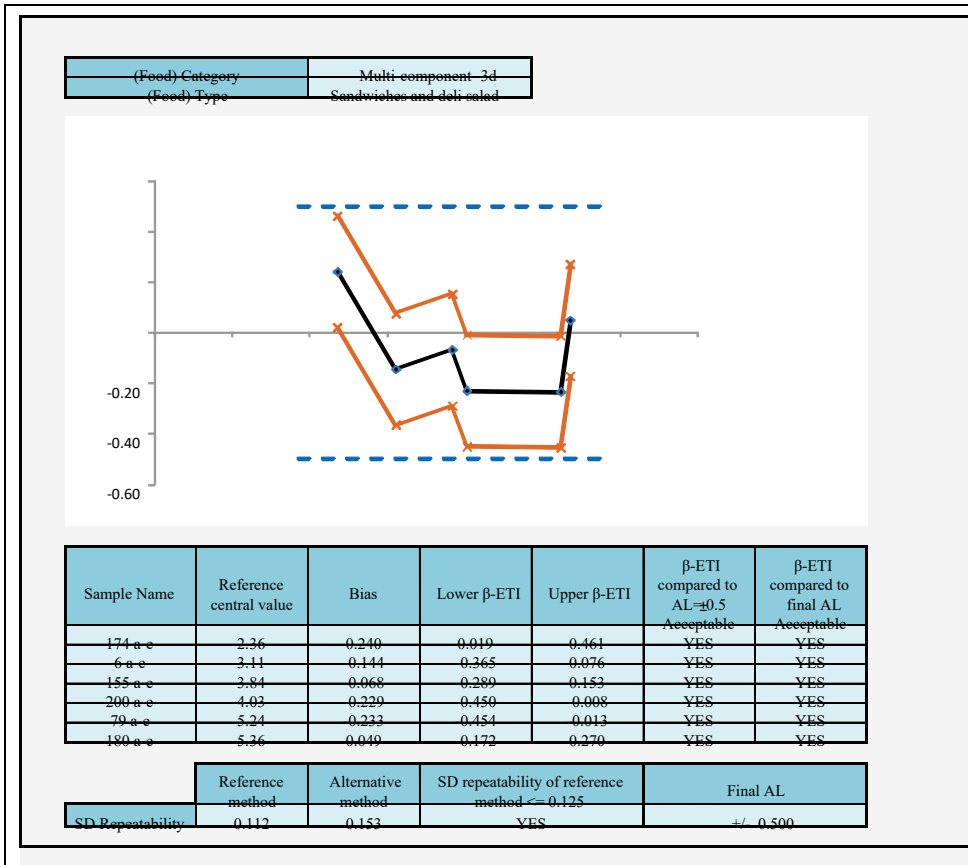 (Food) Category Multi-component 3d
(Food) Type Sandwiches and deli salad
-0.20
-0.40
-0.60
Sample Name Reference central value Bias Lower β-ETI Upper β-ETI β-ETI compared to AL=±0.5 Acceptable β-ETI compared to final AL Acceptable
174 a-e 2.36 0.240 0.019 0.461 YES YES
6 a-e 3.11 0.144 0.365 0.076 YES YES
155 a-e 3.84 0.068 0.289 0.153 YES YES
200 a-e 4.03 0.229 0.450 0.008 YES YES
79 a-e 5.24 0.233 0.454 0.013 YES YES
180 a-e 5.36 0.049 0.172 0.270 YES YES
Reference method Alternative method SD repeatability of reference method <= 0.125 Final AL
SD Repeatability 0.112 0.153 YES +/- 0.500